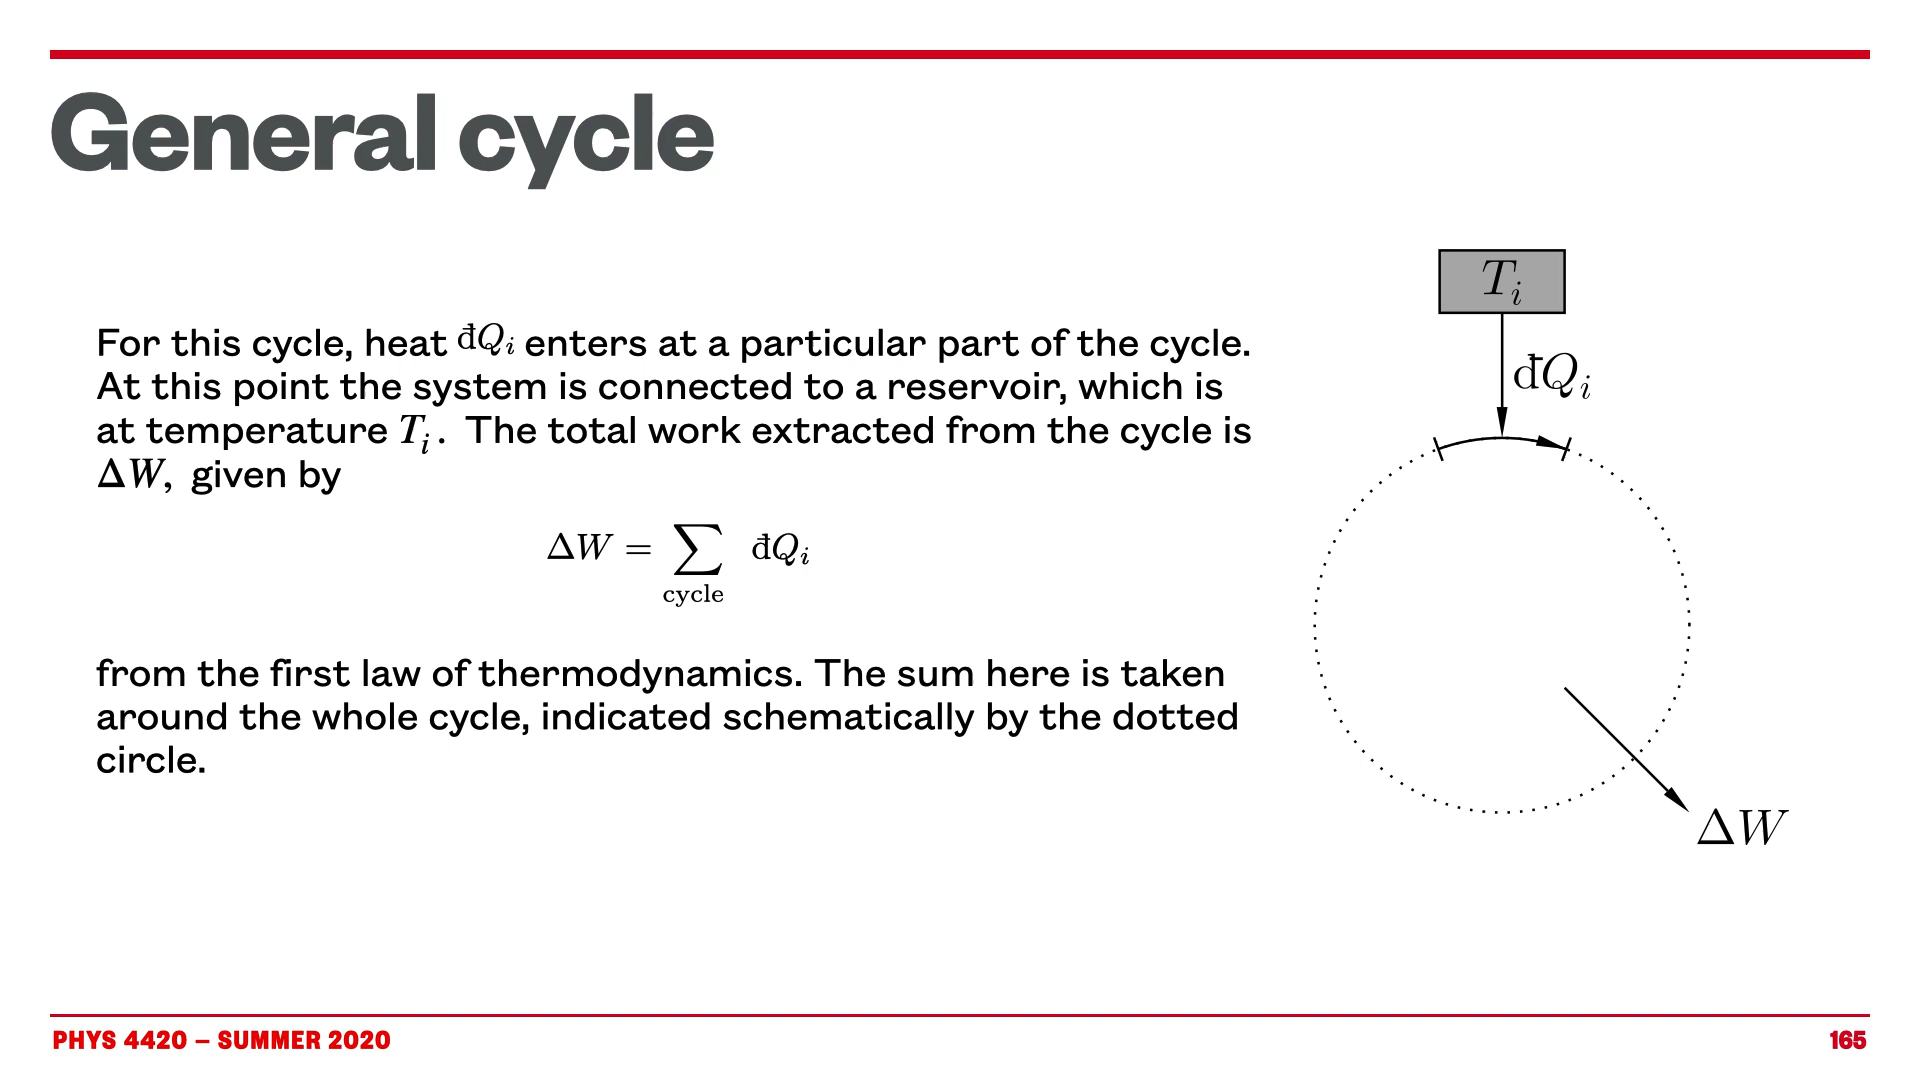 General cycle
For this cycle, heat đQᵢ enters at a particular part of the cycle.
At this point the system is connected to a reservoir, which is
at temperature Tᵢ. The total work extracted from the cycle is
ΔW, given by
ΔW = ∑ đQᵢ
cycle
from the first law of thermodynamics. The sum here is taken
around the whole cycle, indicated schematically by the dotted
circle.
Tᵢ
đQᵢ
ΔW
PHYS 4420 – SUMMER 2020
165